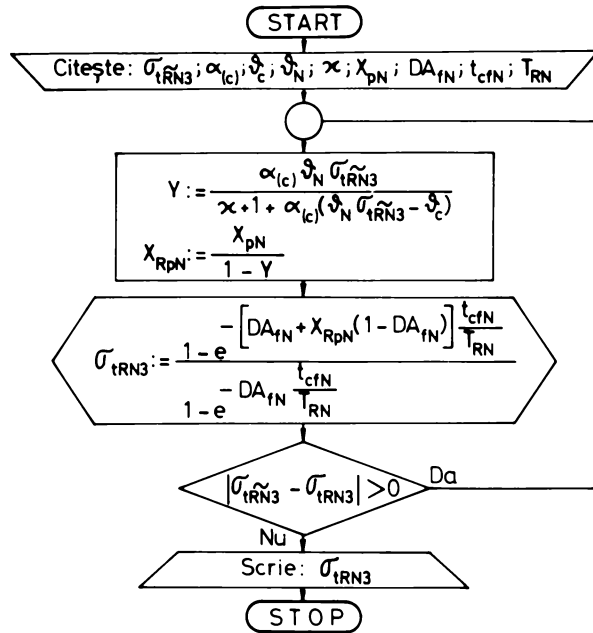 START
Citește: σ_tR̃N3; α_(c); ϑ_c; ϑ_N; ϰ; X_pN; DA_fN; t_cfN; T_RN
Y := α_(c) ϑ_N σ_tR̃N3 / ϰ+1+α_(c)(ϑ_N σ_tR̃N3 - ϑ_c)
X_RpN := X_pN / 1 - Y
σ_tRN3 := 1 - e^-[DA_fN + X_RpN (1 - DA_fN)] t_cfN / T_RN / 1 - e^-DA_fN t_cfN / T_RN
|σ_tR̃N3 - σ_tRN3| > 0
Da
Nu
Scrie: σ_tRN3
STOP